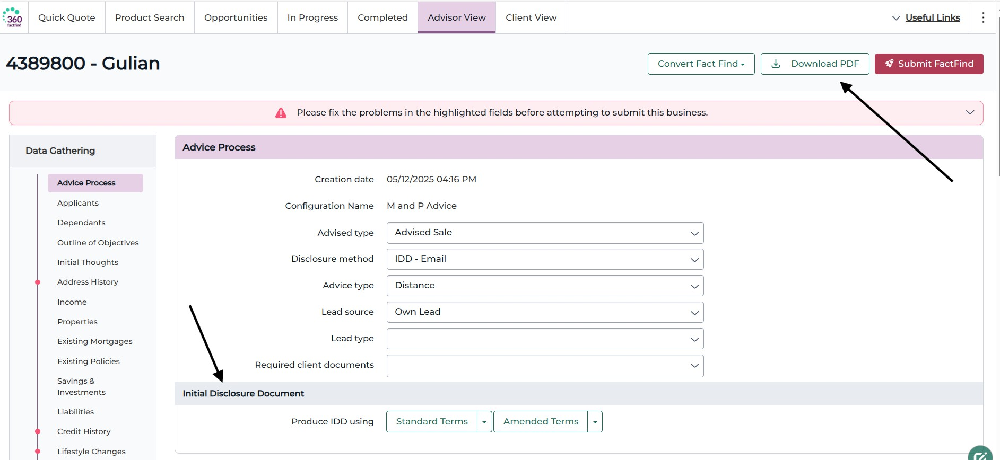 360
factfind
Quick Quote
Product Search
Opportunities
In Progress
Completed
Advisor View
Client View
Useful Links
4389800 - Gulian
Convert Fact Find
Download PDF
Submit FactFind
Please fix the problems in the highlighted fields before attempting to submit this business.
Data Gathering
Advice Process
Applicants
Dependants
Outline of Objectives
Initial Thoughts
Address History
Income
Properties
Existing Mortgages
Existing Policies
Savings &
Investments
Liabilities
Credit History
Lifestyle Changes
Advice Process
Creation date 05/12/2025 04:16 PM
Configuration Name M and P Advice
Advised type Advised Sale
Disclosure method IDD - Email
Advice type Distance
Lead source Own Lead
Lead type
Required client documents
Initial Disclosure Document
Produce IDD using Standard Terms Amended Terms